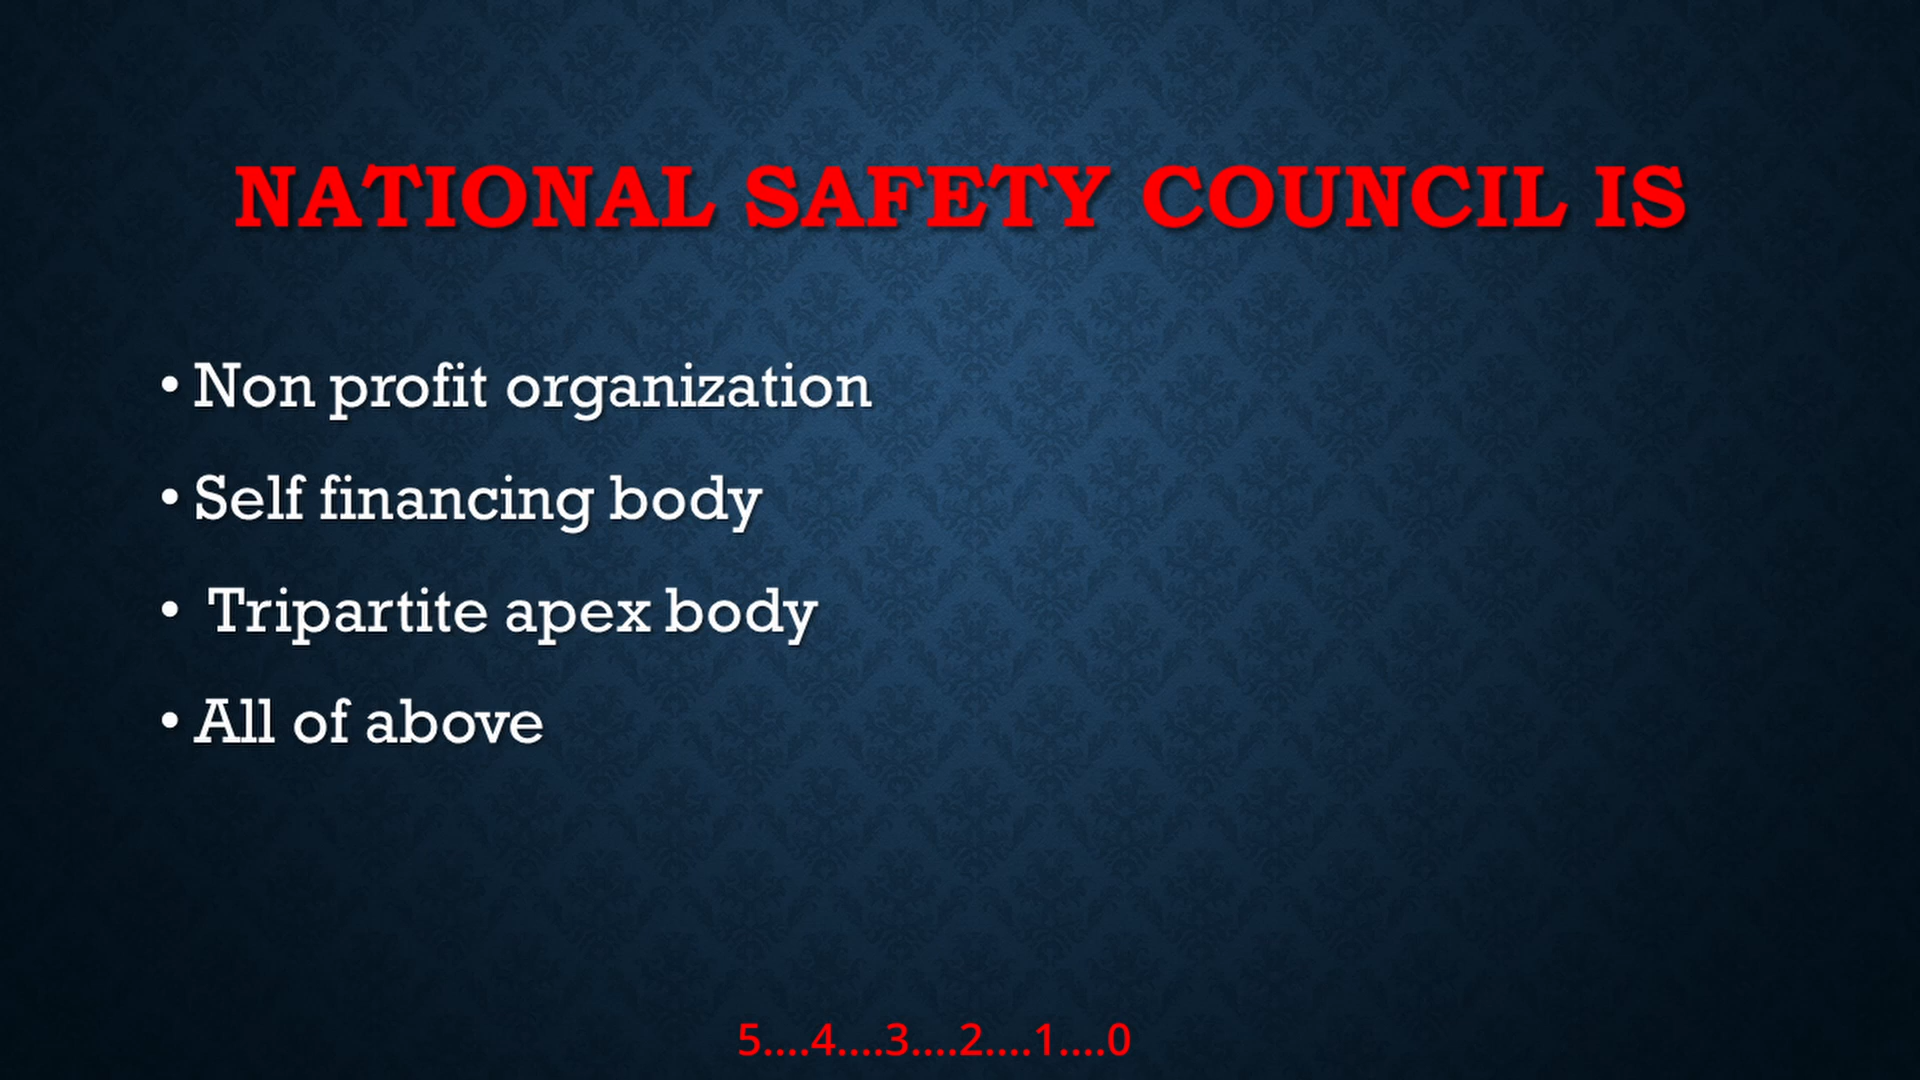 NATIONAL SAFETY COUNCIL IS
• Non profit organization
• Self financing body
• Tripartite apex body
• All of above
5....4....3....2....1....0